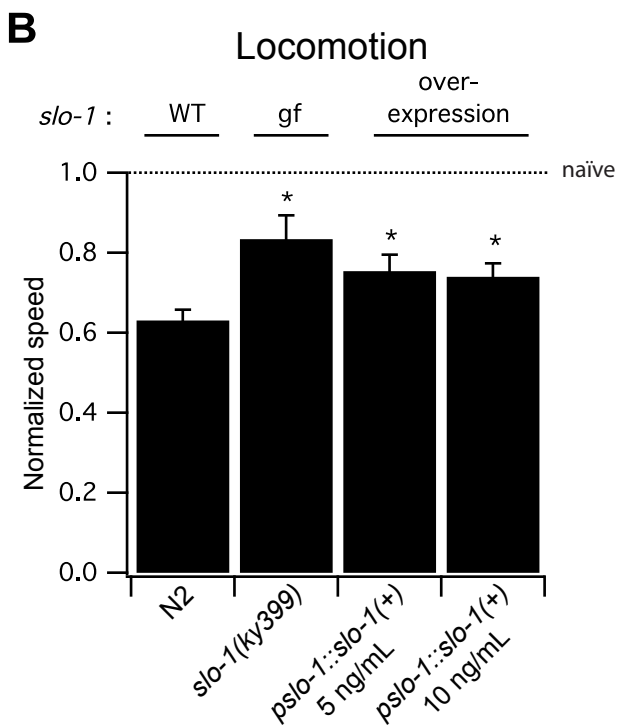 B
Locomotion
slo-1 :
WT
gf
over-
expression
naïve
1.0
0.8
0.6
0.4
0.2
0.0
Normalized speed
*
*
*
N2
slo-1(ky399)
pslo-1::slo-1(+)
5 ng/mL
pslo-1::slo-1(+)
10 ng/mL